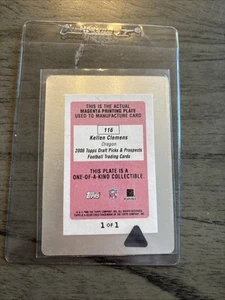 THIS IS THE ACTUAL
MAGENTA PRINTING PLATE
USED TO MANUFACTURE CARD
116
Kellen Clemens
Oregon
2006 Topps Draft Picks & Prospects
Football Trading Cards
THIS PLATE IS A
ONE-OF-A-KIND COLLECTIBLE
Topps
1 OF 1